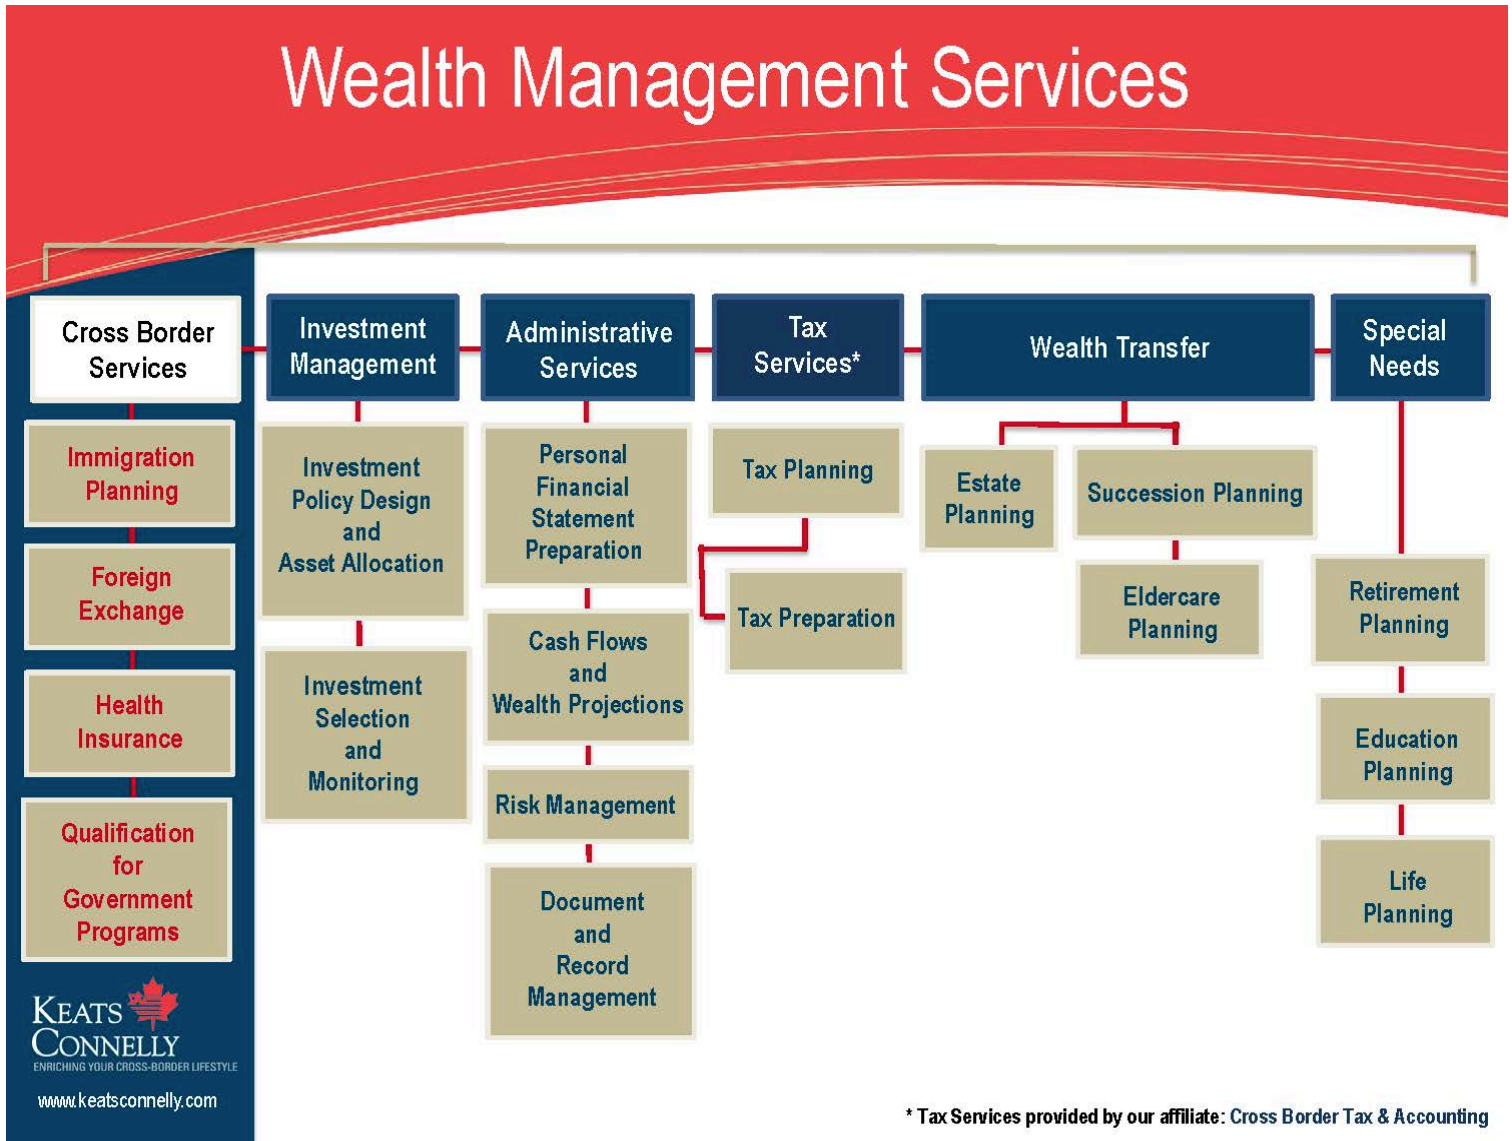 Wealth Management Services
Cross Border
Services
Immigration
Planning
Foreign
Exchange
Health
Insurance
Qualification
for
Government
Programs
Investment
Management
Investment
Policy Design
and
Asset Allocation
Investment
Selection
and
Monitoring
Administrative
Services
Personal
Financial
Statement
Preparation
Cash Flows
and
Wealth Projections
Risk Management
Document
and
Record
Management
Tax
Services*
Tax Planning
Tax Preparation
Wealth Transfer
Estate
Planning
Succession Planning
Eldercare
Planning
Special
Needs
Retirement
Planning
Education
Planning
Life
Planning
KEATS
CONNELLY
ENRICHING YOUR CROSS-BORDER LIFESTYLE
www.keatsconnelly.com
* Tax Services provided by our affiliate: Cross Border Tax & Accounting